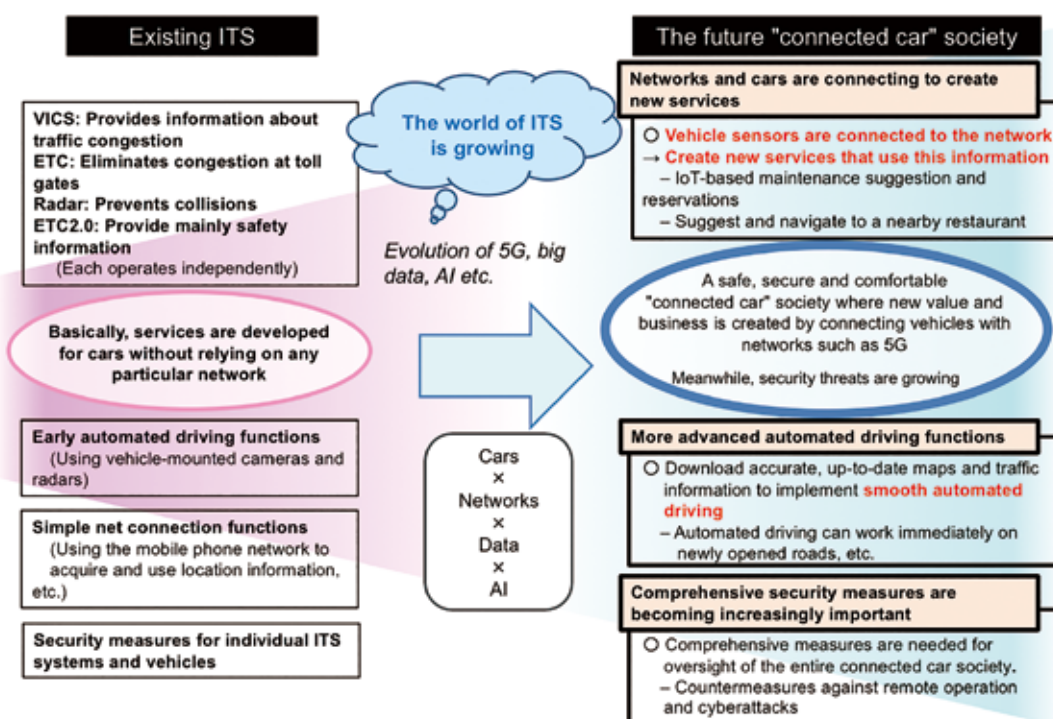 Existing ITS
VICS: Provides information about
traffic congestion
ETC: Eliminates congestion at toll
gates
Radar: Prevents collisions
ETC2.0: Provide mainly safety
information
(Each operates independently)
Basically, services are developed
for cars without relying on any
particular network
Early automated driving functions
(Using vehicle-mounted cameras and
radars)
Simple net connection functions
(Using the mobile phone network to
acquire and use location information,
etc.)
Security measures for individual ITS
systems and vehicles
The world of ITS
is growing
Evolution of 5G, big
data, AI etc.
Cars
×
Networks
×
Data
×
AI
The future "connected car" society
Networks and cars are connecting to create
new services
○ Vehicle sensors are connected to the network
→ Create new services that use this information
– IoT-based maintenance suggestion and
reservations
– Suggest and navigate to a nearby restaurant
A safe, secure and comfortable
"connected car" society where new value and
business is created by connecting vehicles with
networks such as 5G
Meanwhile, security threats are growing
More advanced automated driving functions
○ Download accurate, up-to-date maps and traffic
information to implement smooth automated
driving
– Automated driving can work immediately on
newly opened roads, etc.
Comprehensive security measures are
becoming increasingly important
○ Comprehensive measures are needed for
oversight of the entire connected car society.
– Countermeasures against remote operation
and cyberattacks